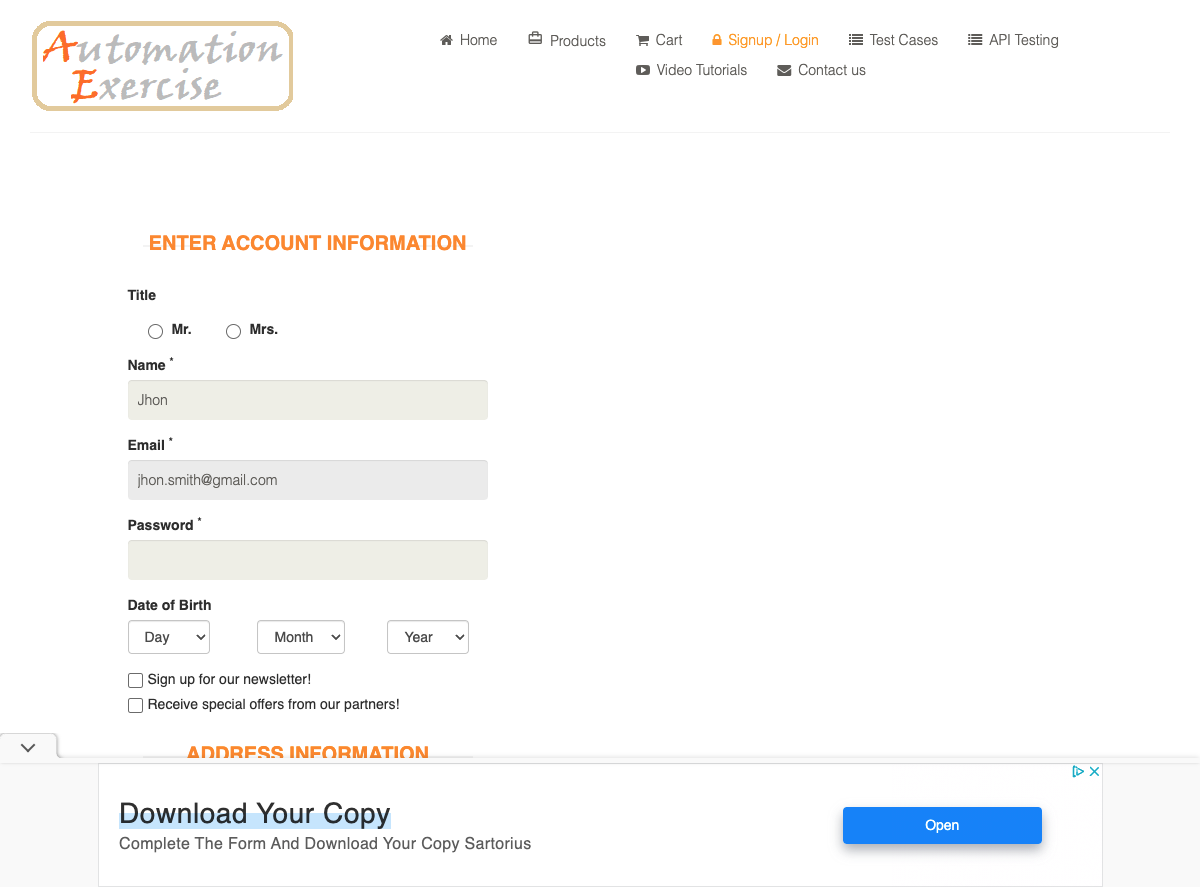 Automation
Exercise
Home Products Cart Signup / Login Test Cases API Testing
Video Tutorials Contact us
ENTER ACCOUNT INFORMATION
Title
Mr. Mrs.
Name *
Jhon
Email *
jhon.smith@gmail.com
Password *
Date of Birth
Day Month Year
Sign up for our newsletter!
Receive special offers from our partners!
ADDRESS INFORMATION
Download Your Copy
Complete The Form And Download Your Copy Sartorius
Open